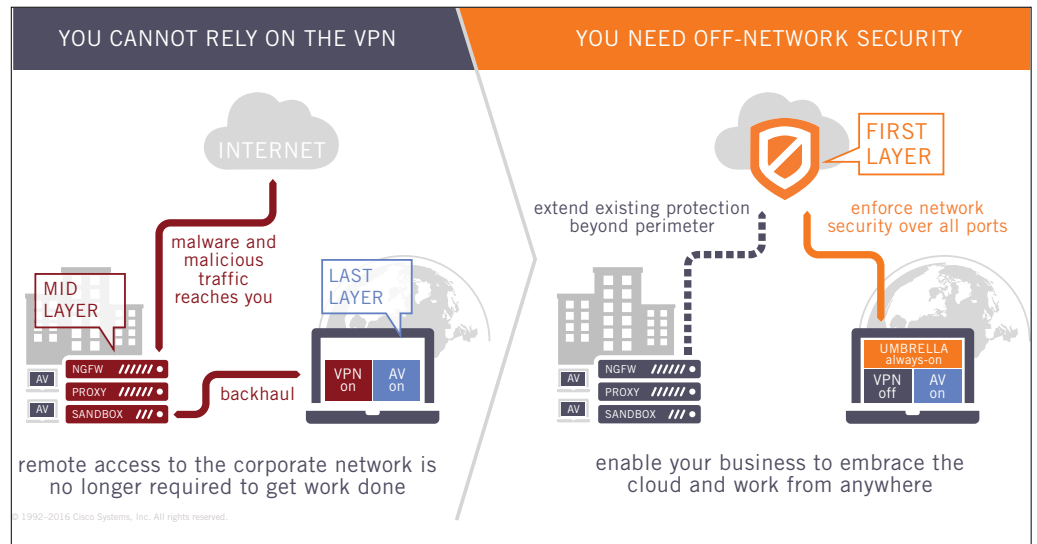 YOU CANNOT RELY ON THE VPN
INTERNET
malware and
malicious
traffic
reaches you
MID
LAYER
LAST
LAYER
AV
AV
NGFW
PROXY
SANDBOX
backhaul
VPN
on
AV
on
remote access to the corporate network is
no longer required to get work done
© 1992–2016 Cisco Systems, Inc. All rights reserved.
YOU NEED OFF-NETWORK SECURITY
FIRST
LAYER
extend existing protection
beyond perimeter
enforce network
security over all ports
AV
AV
NGFW
PROXY
SANDBOX
UMBRELLA
always-on
VPN
off
AV
on
enable your business to embrace the
cloud and work from anywhere